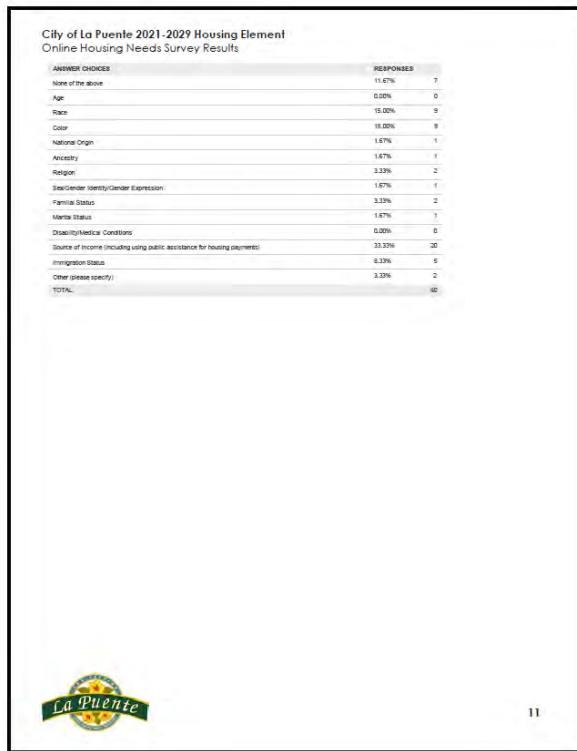 City of La Puente 2021-2029 Housing Element
Online Housing Needs Survey Results
ANSWER CHOICES RESPONSES
None of the above 11.67% 7
Age 0.00% 0
Race 15.00% 9
Color 15.00% 9
National Origin 1.67% 1
Ancestry 1.67% 1
Religion 3.33% 2
Sex/Gender Identity/Gender Expression 1.67% 1
Familial Status 3.33% 2
Marital Status 1.67% 1
Disability/Medical Conditions 0.00% 0
Source of Income (including using public assistance for housing payments) 33.33% 20
Immigration Status 8.33% 5
Other (please specify) 3.33% 2
TOTAL 60
La Puente
11